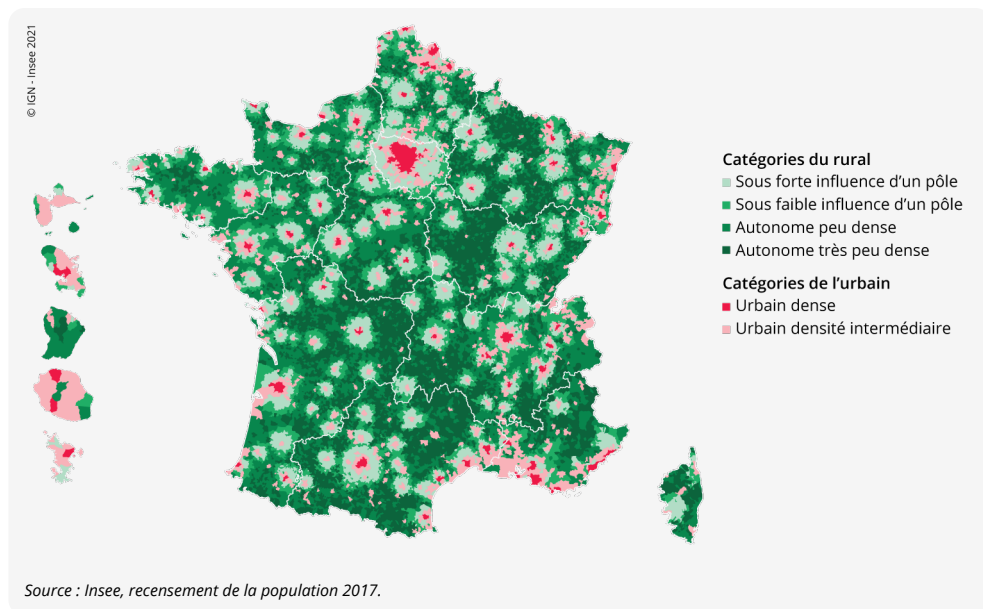 © IGN - Insee 2021
Catégories du rural
Sous forte influence d’un pôle
Sous faible influence d’un pôle
Autonome peu dense
Autonome très peu dense
Catégories de l’urbain
Urbain dense
Urbain densité intermédiaire
Source : Insee, recensement de la population 2017.